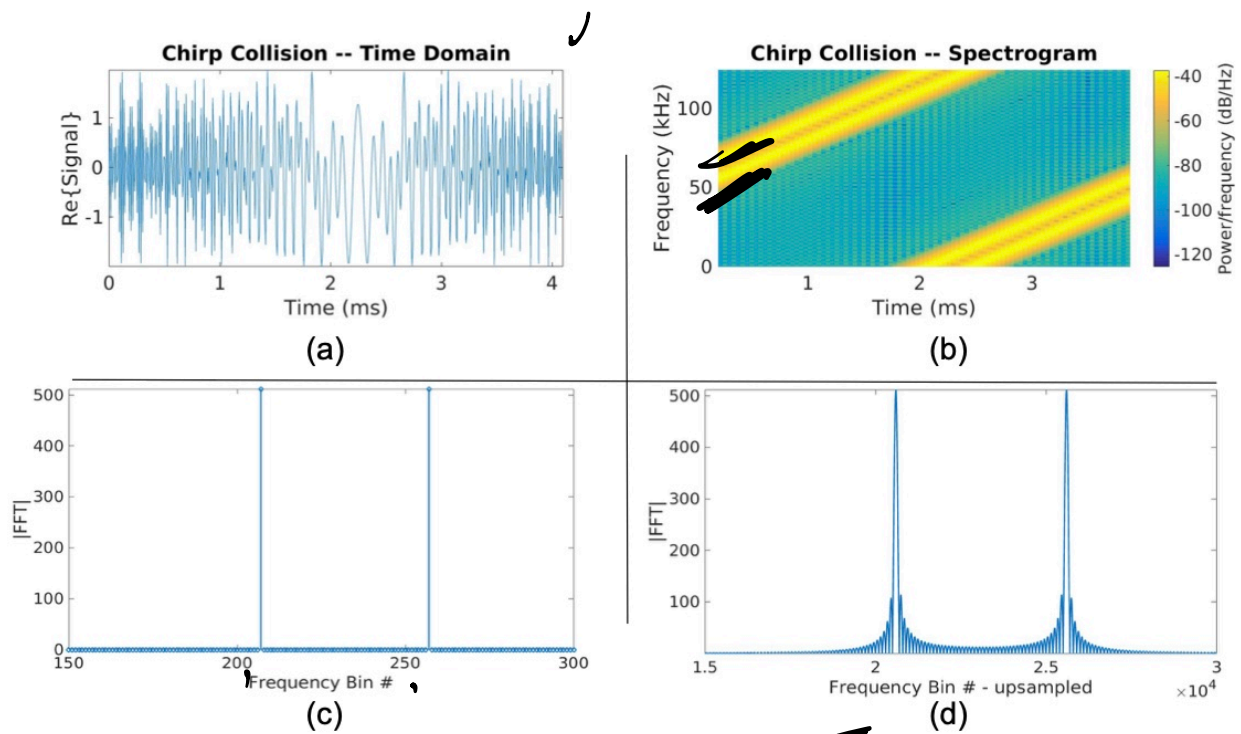 Chirp Collision -- Time Domain
Re{Signal}
1
0
-1
0
1
2
3
4
Time (ms)
(a)
Chirp Collision -- Spectrogram
Frequency (kHz)
100
50
0
1
2
3
Time (ms)
-40
-60
-80
-100
-120
Power/frequency (dB/Hz)
(b)
|FFT|
500
400
300
200
100
0
150
200
250
300
Frequency Bin #
(c)
|FFT|
500
400
300
200
100
1.5
2
2.5
3
×10⁴
Frequency Bin # - upsampled
(d)